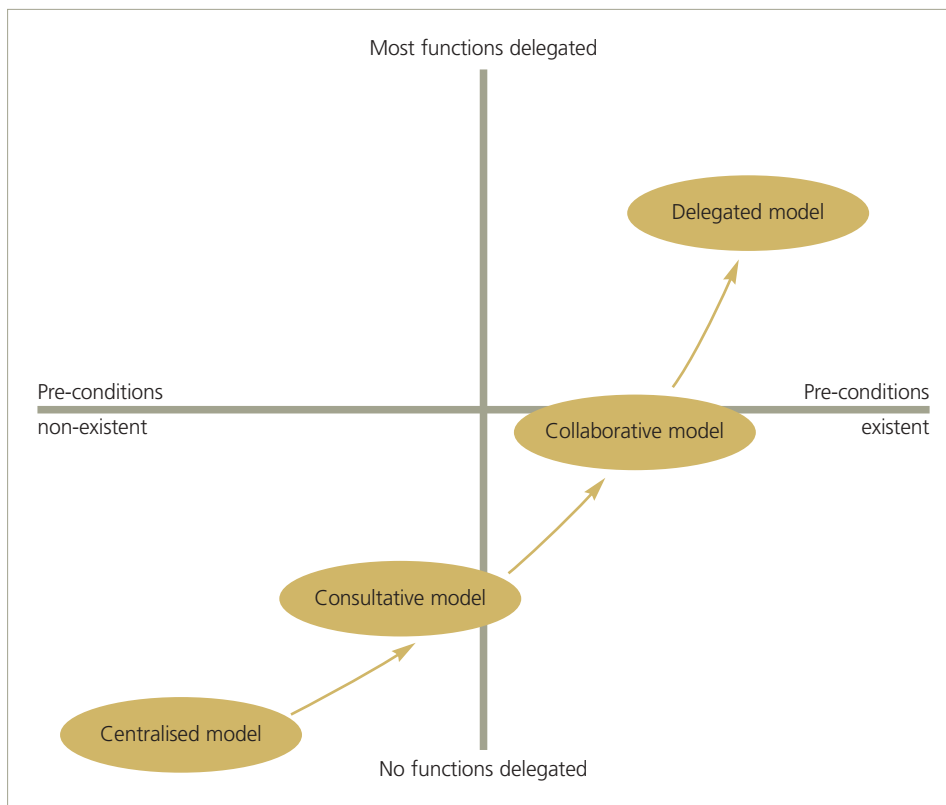 Most functions delegated
Delegated model
Pre-conditions
non-existent
Pre-conditions
existent
Collaborative model
Consultative model
Centralised model
No functions delegated